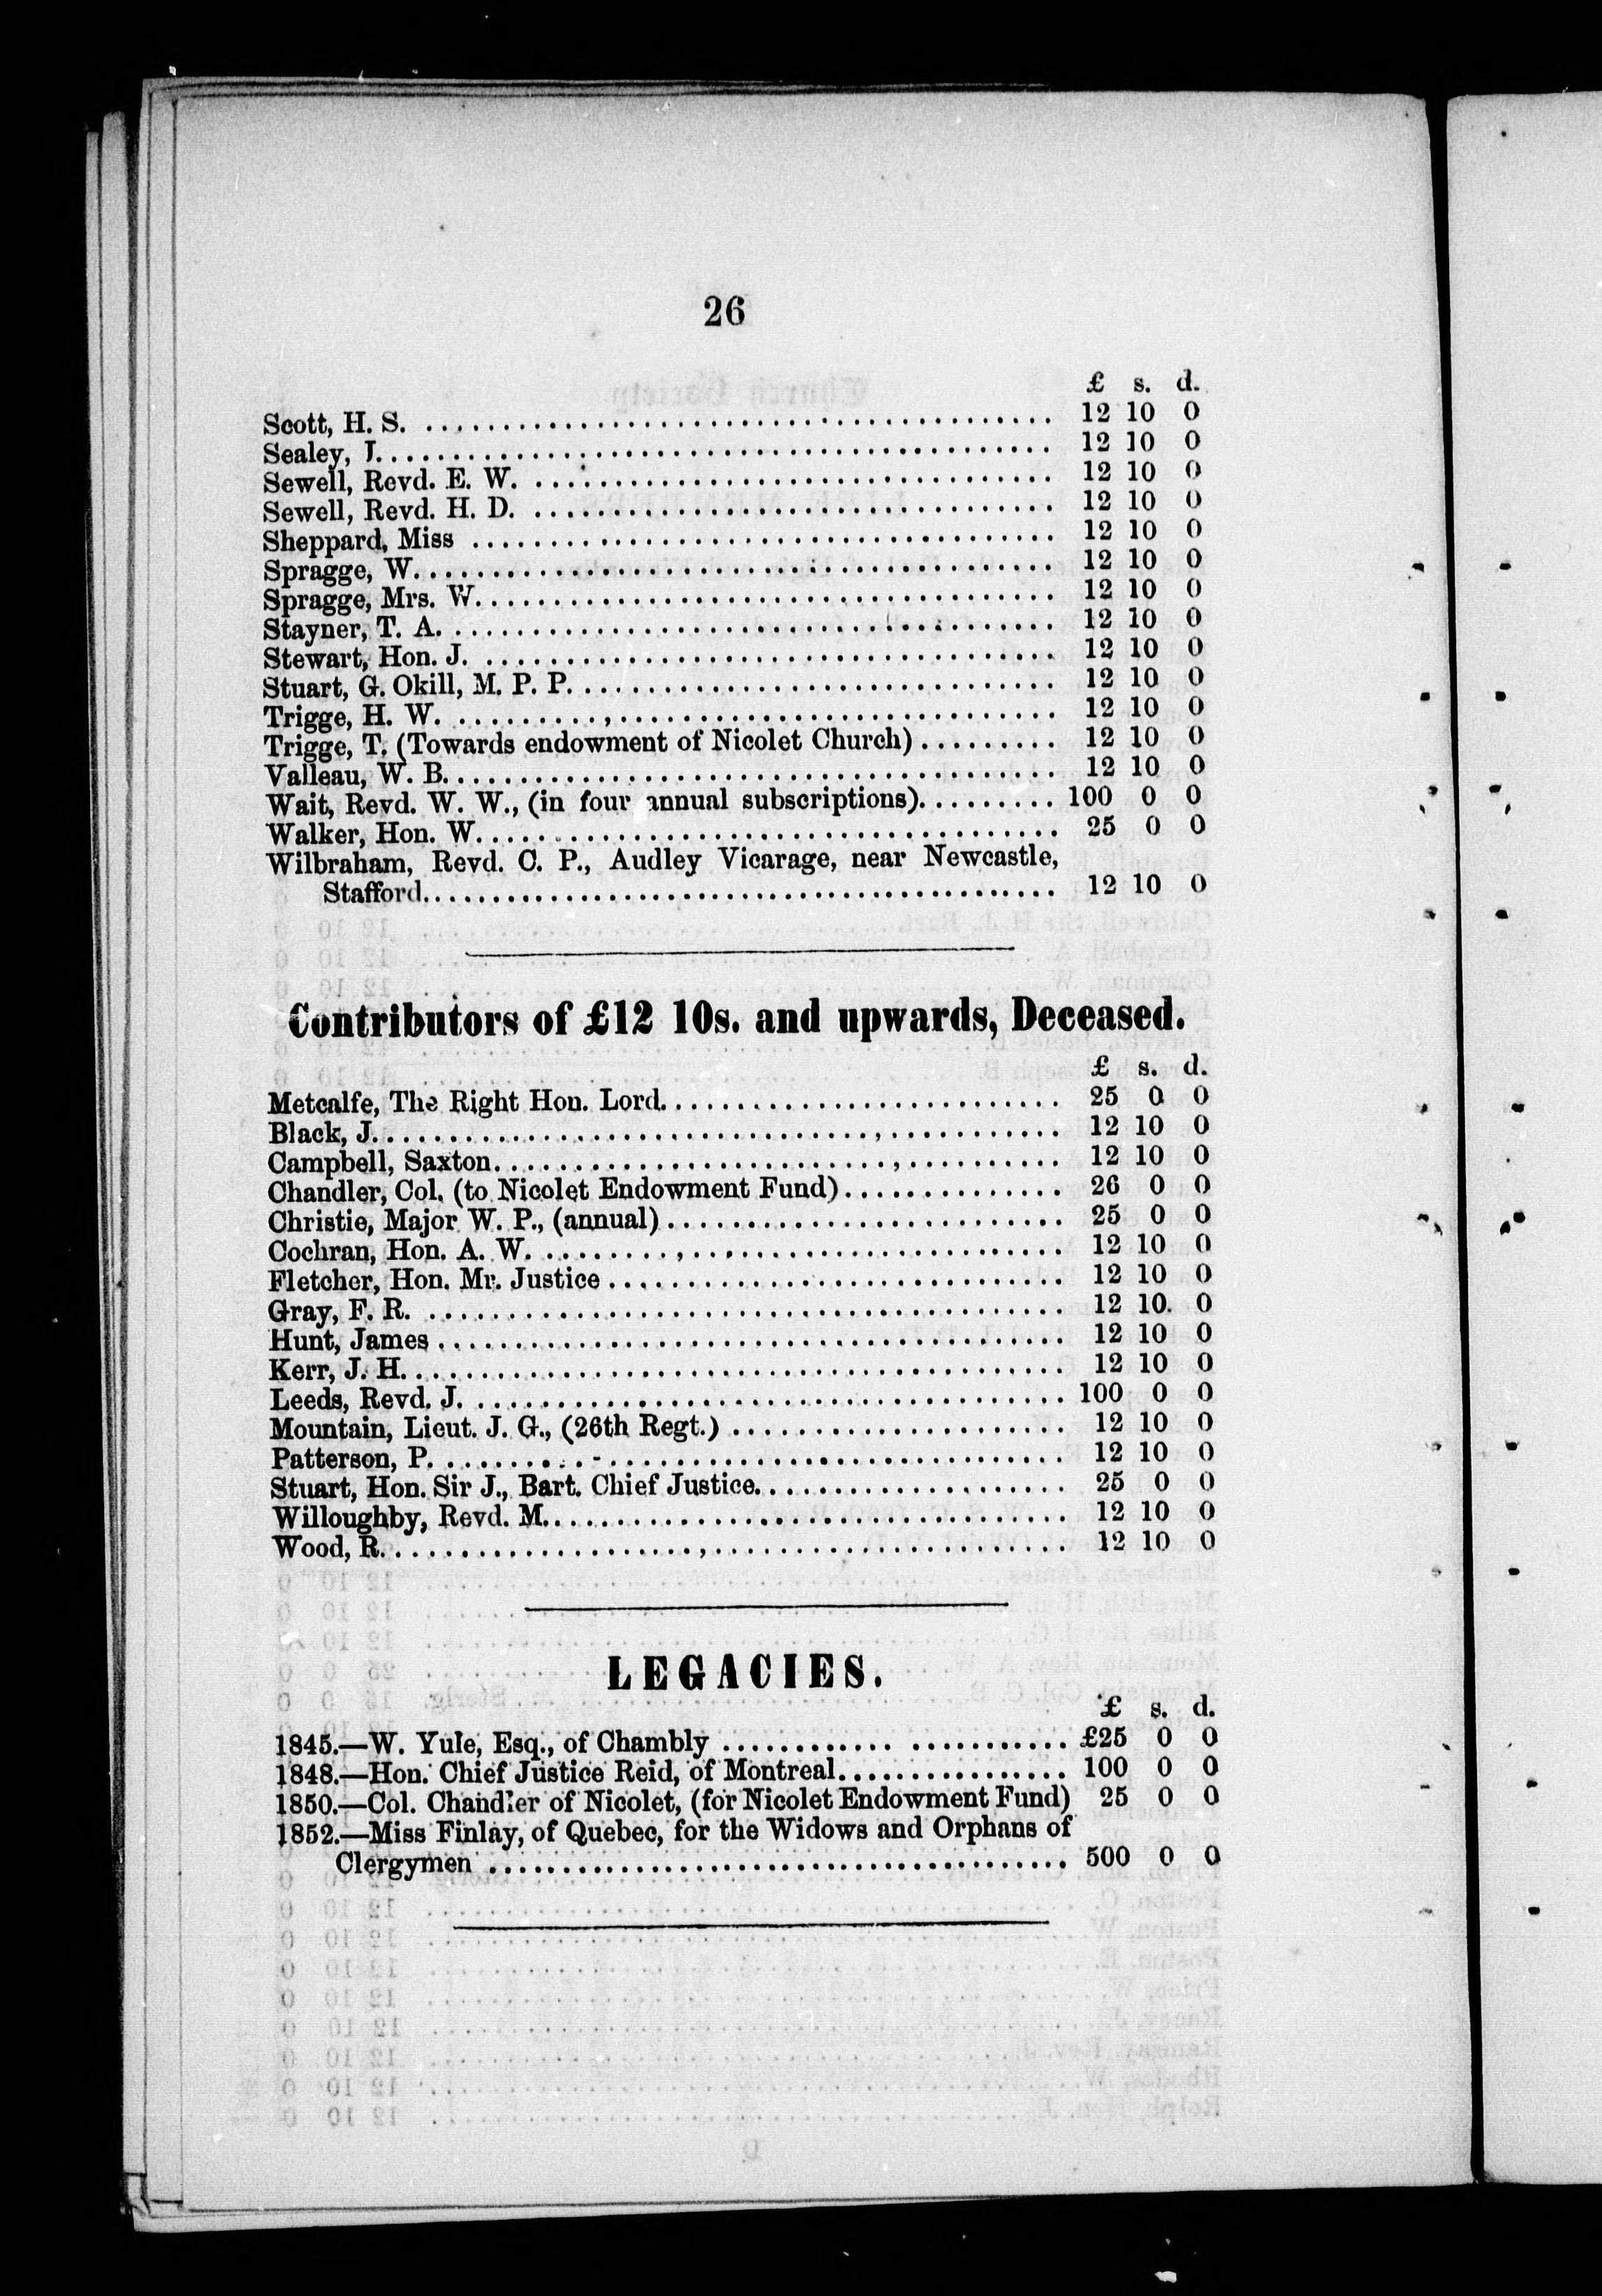 26
£ s. d.
Scott, H. S. ........................................ 12 10 0
Sealey, J. ........................................ 12 10 0
Sewell, Revd. E. W. ........................................ 12 10 0
Sewell, Revd. H. D. ........................................ 12 10 0
Sheppard, Miss ........................................ 12 10 0
Spragge, W. ........................................ 12 10 0
Spragge, Mrs. W. ........................................ 12 10 0
Stayner, T. A. ........................................ 12 10 0
Stewart, Hon. J. ........................................ 12 10 0
Stuart, G. Okill, M. P. P. ........................................ 12 10 0
Trigge, H. W. ........................................ 12 10 0
Trigge, T. (Towards endowment of Nicolet Church) ......... 12 10 0
Valleau, W. B. ........................................ 12 10 0
Wait, Revd. W. W., (in four annual subscriptions). ........ 100 0 0
Walker, Hon. W. ........................................ 25 0 0
Wilbraham, Revd. C. P., Audley Vicarage, near Newcastle,
Stafford. ........................................ 12 10 0
Contributors of £12 10s. and upwards, Deceased.
£ s. d.
Metcalfe, The Right Hon. Lord. ........................................ 25 0 0
Black, J. ........................................ 12 10 0
Campbell, Saxton. ........................................ 12 10 0
Chandler, Col. (to Nicolet Endowment Fund) .............. 26 0 0
Christie, Major W. P., (annual) ......................... 25 0 0
Cochran, Hon. A. W. ........................................ 12 10 0
Fletcher, Hon. Mr. Justice ............................. 12 10 0
Gray, F. R. ........................................ 12 10 0
Hunt, James ........................................ 12 10 0
Kerr, J. H. ........................................ 12 10 0
Leeds, Revd. J. ........................................ 100 0 0
Mountain, Lieut. J. G., (26th Regt.) ..................... 12 10 0
Patterson, P. ........................................ 12 10 0
Stuart, Hon. Sir J., Bart. Chief Justice. ................... 25 0 0
Willoughby, Revd. M. ........................................ 12 10 0
Wood, R. ........................................ 12 10 0
LEGACIES.
£ s. d.
1845.—W. Yule, Esq., of Chambly ....................... £25 0 0
1848.—Hon. Chief Justice Reid, of Montreal. ............... 100 0 0
1850.—Col. Chandler of Nicolet, (for Nicolet Endowment Fund) 25 0 0
1852.—Miss Finlay, of Quebec, for the Widows and Orphans of
Clergymen ........................................ 500 0 0